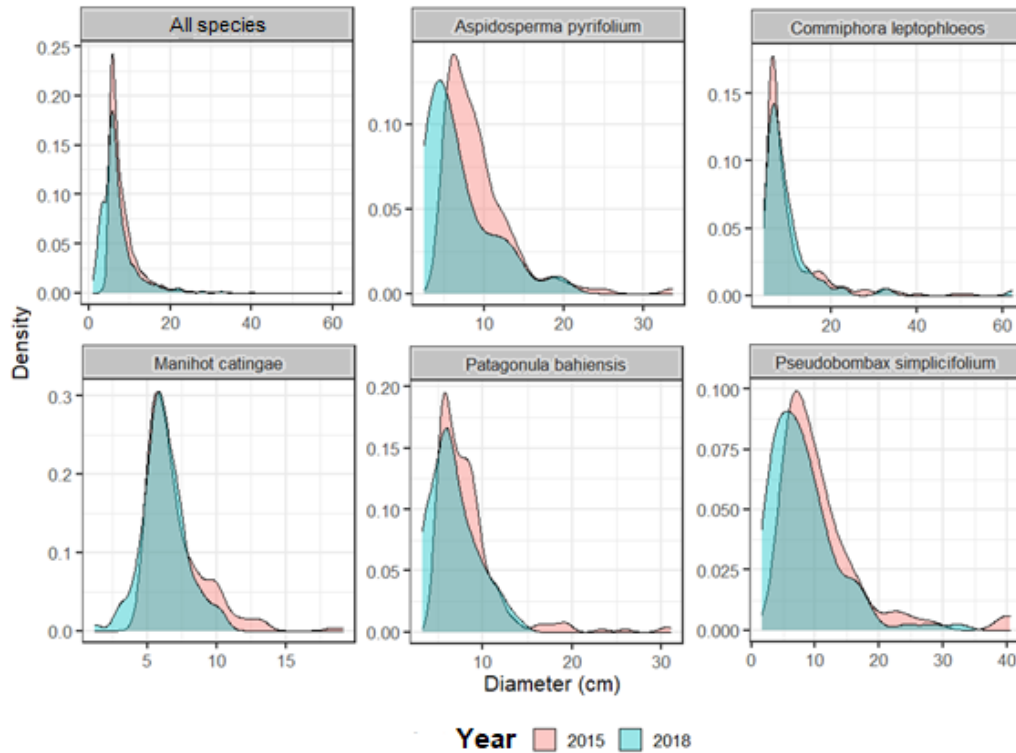 All species
Aspidosperma pyrifolium
Commiphora leptophloeos
0.25
0.20
0.15
0.10
0.05
0.00
0 20 40 60
0.10
0.05
0.00
10 20 30
0.15
0.10
0.05
0.00
20 40 60
Density
Manihot catingae
Patagonula bahiensis
Pseudobombax simplicifolium
0.3
0.2
0.1
0.0
5 10 15
0.20
0.15
0.10
0.05
0.00
10 20 30
0.100
0.075
0.050
0.025
0.000
0 10 20 30 40
Diameter (cm)
Year 2015 2018